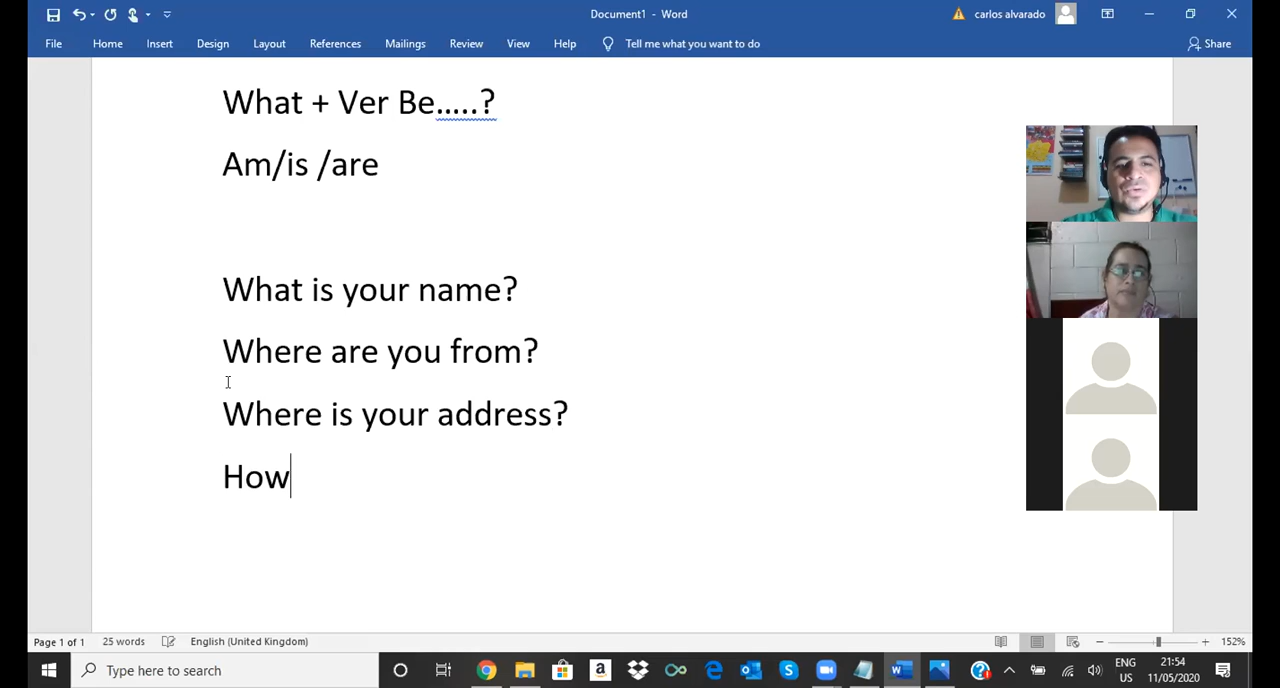 Document1 - Word
carlos alvarado
File Home Insert Design Layout References Mailings Review View Help Tell me what you want to do Share
What + Ver Be.....?
Am/is /are
What is your name?
Where are you from?
Where is your address?
How
Page 1 of 1 25 words English (United Kingdom) 152%
Type here to search
ENG 21:54
US 11/05/2020